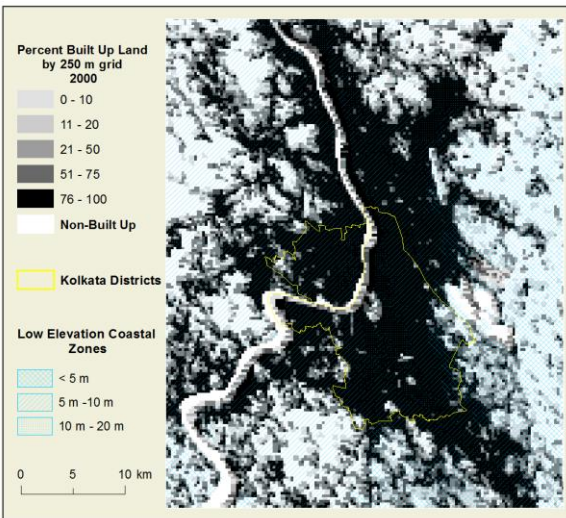 Percent Built Up Land
by 250 m grid
2000
0 - 10
11 - 20
21 - 50
51 - 75
76 - 100
Non-Built Up
Kolkata Districts
Low Elevation Coastal
Zones
< 5 m
5 m -10 m
10 m - 20 m
0 5 10 km